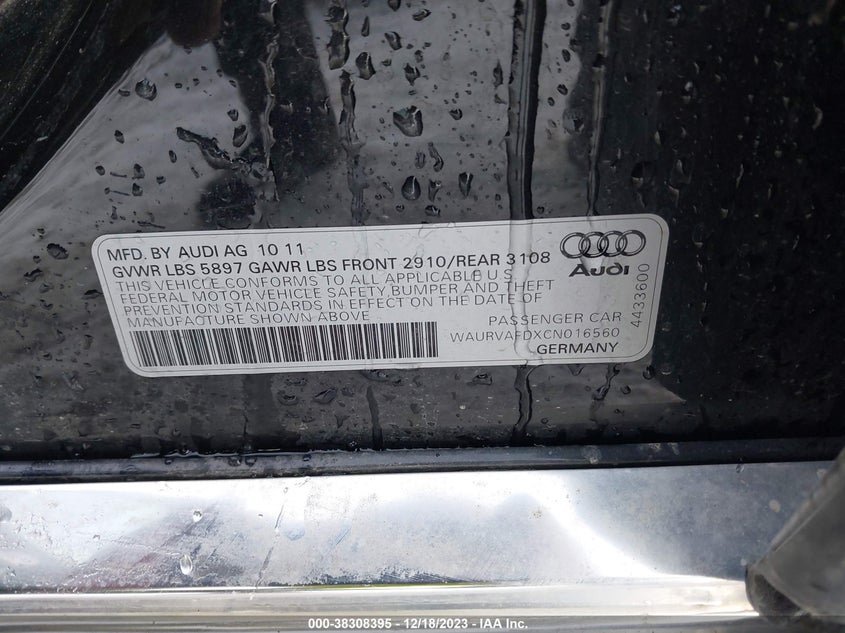 MFD. BY AUDI AG 10 11
GVWR LBS 5897 GAWR LBS FRONT 2910/REAR 3108
THIS VEHICLE CONFORMS TO ALL APPLICABLE U.S.
FEDERAL MOTOR VEHICLE SAFETY, BUMPER AND THEFT
PREVENTION STANDARDS IN EFFECT ON THE DATE OF
MANUFACTURE SHOWN ABOVE
PASSENGER CAR
WAURVAFDXCN016560
GERMANY
Audi
4433600
000-38308395 - 12/18/2023 - © IAA Inc.